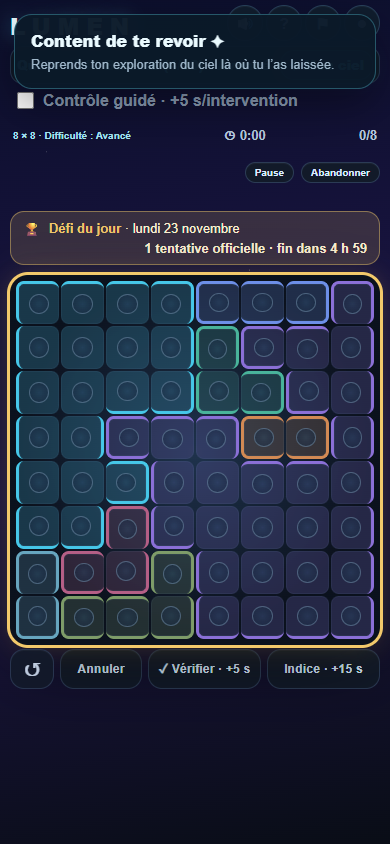 Content de te revoir ✦
Reprends ton exploration du ciel là où tu l'as laissée.
Contrôle guidé · +5 s/intervention
8 × 8 · Difficulté : Avancé
0:00
0/8
Pause
Abandonner
Défi du jour · lundi 23 novembre
1 tentative officielle · fin dans 4 h 59
↺
Annuler
✓ Vérifier · +5 s
Indice · +15 s